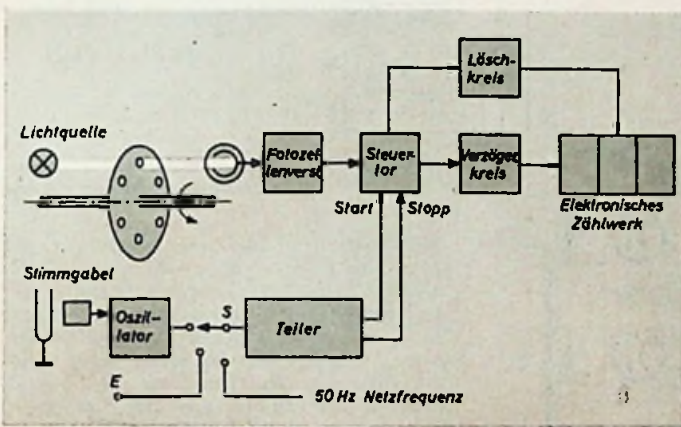 Lösch-
kreis
Lichtquelle
Fotozel-
lenverst
Steuer-
tor
Verzöger
kreis
Elektronisches
Zählwerk
Start
Stopp
Stimmgabel
Oszil-
lator
S
Teiler
E
50 Hz Netzfrequenz